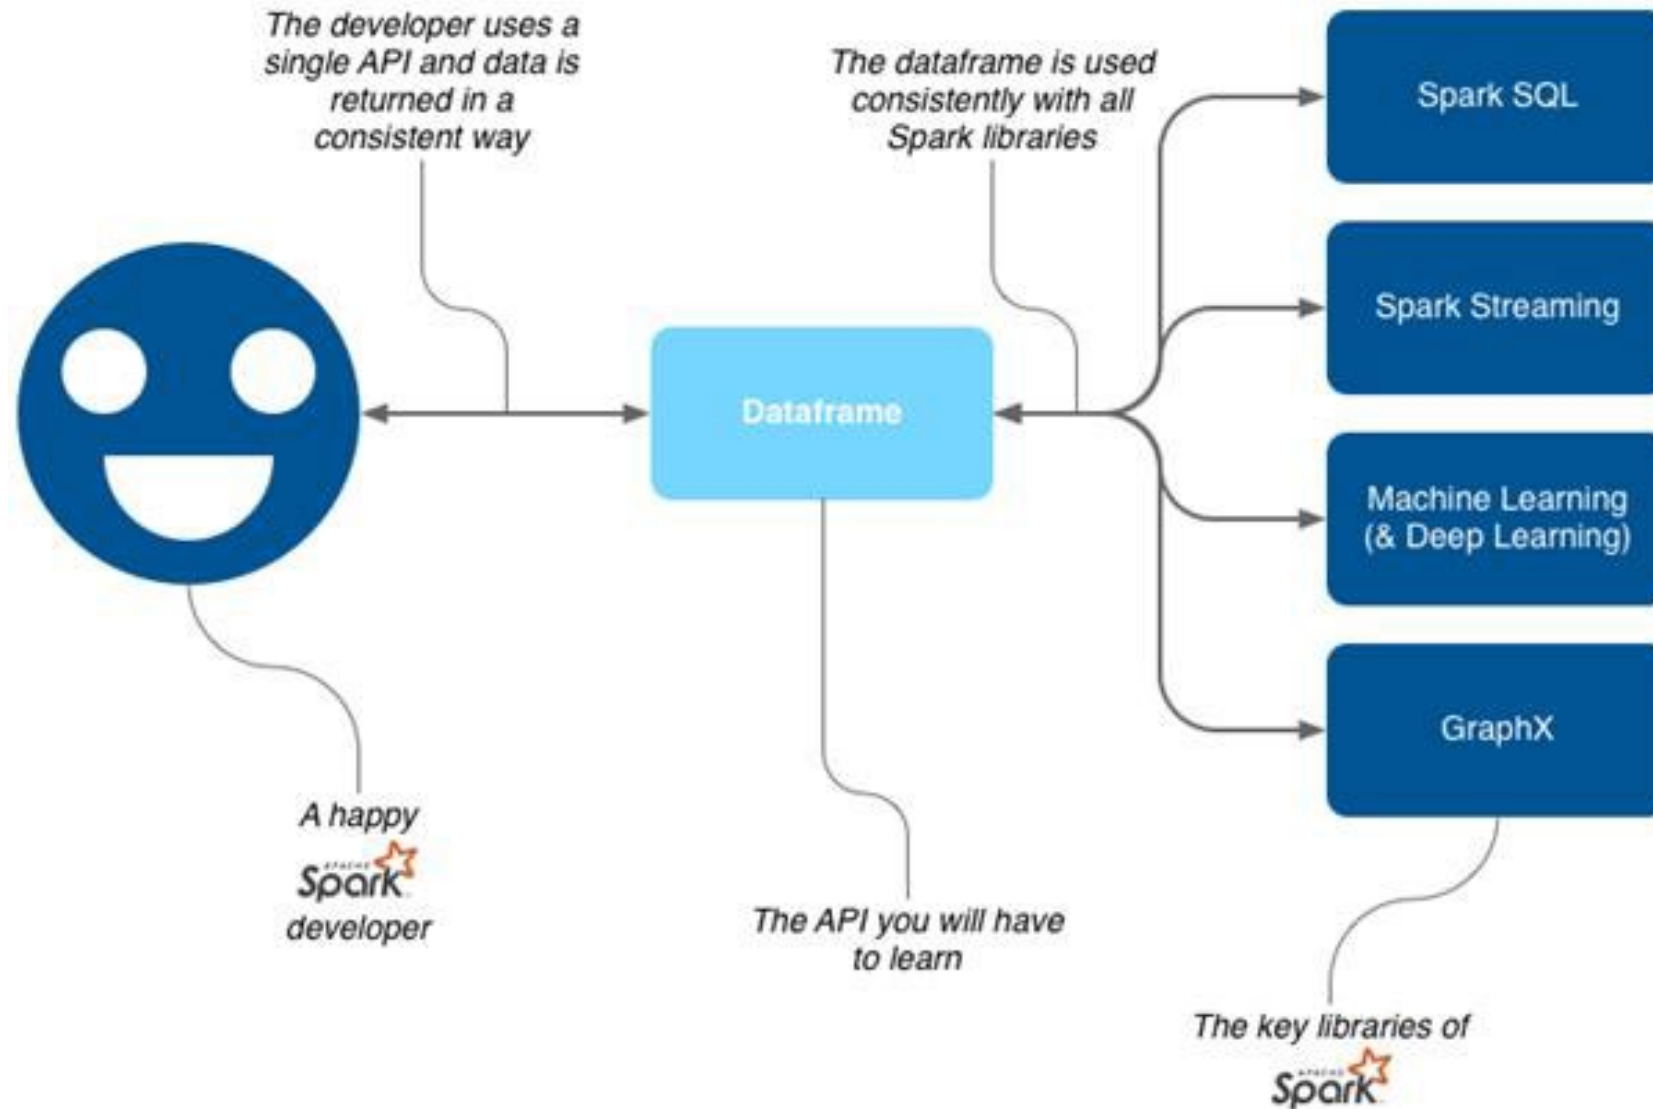 The developer uses a
single API and data is
returned in a
consistent way
The dataframe is used
consistently with all
Spark libraries
Spark SQL
Spark Streaming
Dataframe
Machine Learning
(& Deep Learning)
GraphX
A happy
APACHE
Spark
developer
The API you will have
to learn
The key libraries of
APACHE
Spark